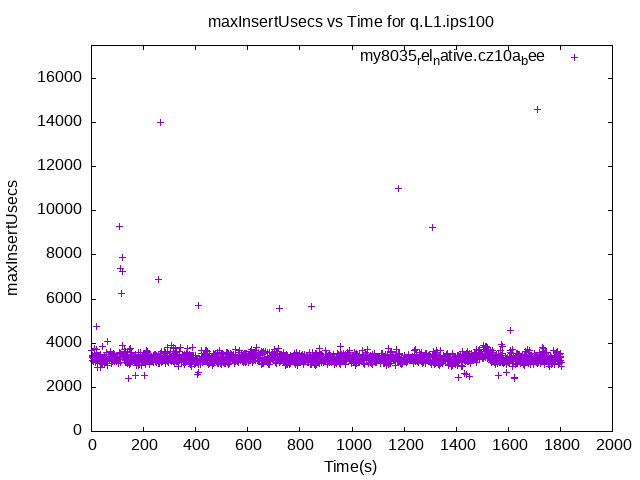 maxInsertUsecs vs Time for q.L1.ips100
my8035relnative.cz10abee
16000
14000
12000
10000
8000
6000
4000
2000
0
maxInsertUsecs
0 200 400 600 800 1000 1200 1400 1600 1800 2000
Time(s)